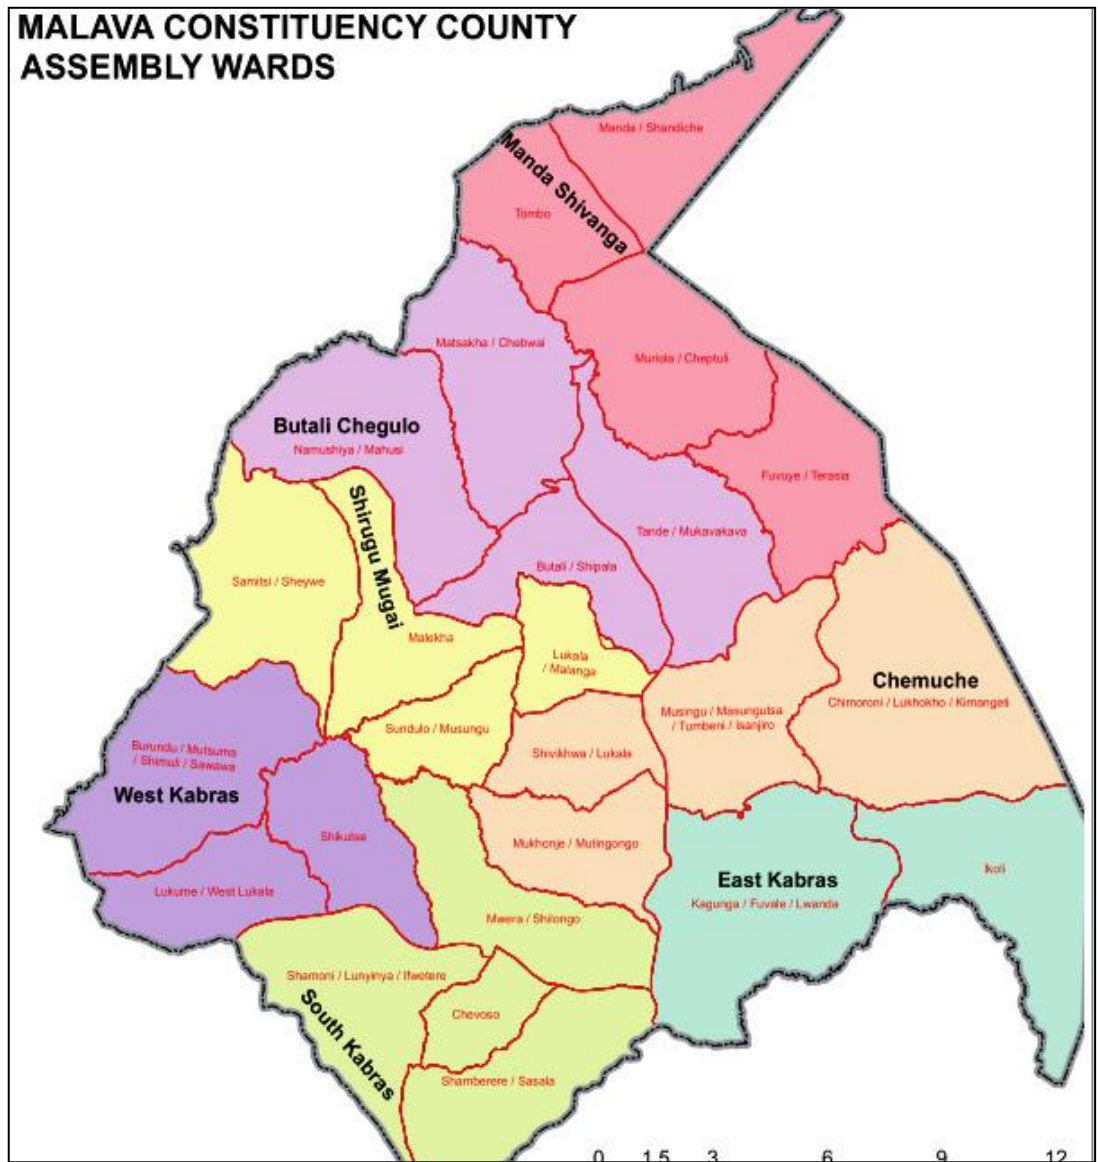 MALAVA CONSTITUENCY COUNTY
ASSEMBLY WARDS
Manda / Shandiche
Manda Shivanga
Tombo
Matsakha / Chebwai
Muriola / Cheptuli
Butali Chegulo
Namushiya / Mahusi
Fuvuye / Terasia
Shirugu Mugai
Tande / Mukavakava
Butali / Shipala
Samitsi / Sheywe
Malekha
Lukala
/ Malanga
Chemuche
Chimoroni / Lukhokho / Kimangeti
Musingu / Masungutsa
/ Tumbeni / Isanjiro
Sundulo / Musungu
Shivikhwa / Lukala
Burundu / Mutsuma
/ Shimuli / Sawawa
West Kabras
Shikutse
Mukhonje / Mutingongo
Ikoli
East Kabras
Kagunga / Fuvale / Lwanda
Lukume / West Lukala
Mwera / Shilongo
Shamoni / Lunyinya / Ifwetere
South Kabras
Chevoso
Shamberere / Sasala
0 1.5 3 6 9 12